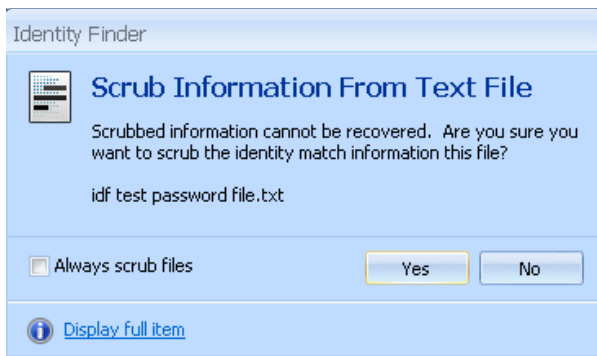 Identity Finder
Scrub Information From Text File
Scrubbed information cannot be recovered. Are you sure you
want to scrub the identity match information this file?
idf test password file.txt
Always scrub files
Yes
No
Display full item